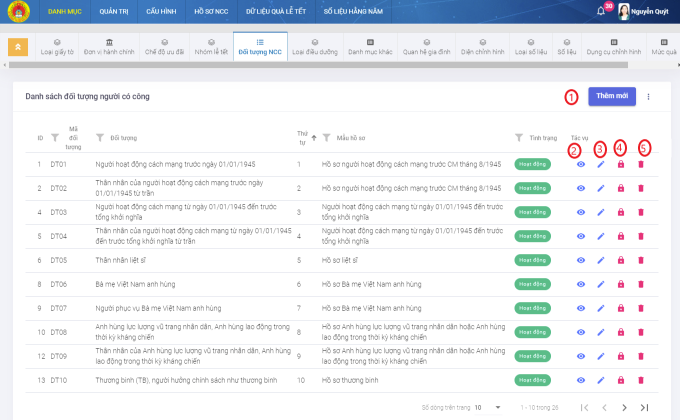 DANH MỤC QUẢN TRỊ CẤU HÌNH HỒ SƠ NCC DỮ LIỆU QUÀ LỄ TẾT SỐ LIỆU HẰNG NĂM 30 Nguyễn Quýt
Loại giấy tờ Đơn vị hành chính Chế độ ưu đãi Nhóm lễ tết Đối tượng NCC Loại điều dưỡng Danh mục khác Quan hệ gia đình Diện chỉnh hình Loại số liệu Số liệu Dụng cụ chỉnh hình Mức quà
Danh sách đối tượng người có công 1 Thêm mới
ID Mã đối tượng Đối tượng Thứ tự Mẫu hồ sơ Tình trạng Tác vụ
2 3 4 5
1 DT01 Người hoạt động cách mạng trước ngày 01/01/1945 1 Hồ sơ người hoạt động cách mạng trước CM tháng 8/1945 Hoạt động
2 DT02 Thân nhân của người hoạt động cách mạng trước ngày 01/01/1945 từ trần 2 Hồ sơ người hoạt động cách mạng trước CM tháng 8/1945 Hoạt động
4 DT03 Người hoạt động cách mạng từ ngày 01/01/1945 đến trước tổng khởi nghĩa 3 Người hoạt động cách mạng từ ngày 01/01/1945 đến trước tổng khởi nghĩa Hoạt động
5 DT04 Thân nhân của người hoạt động cách mạng từ ngày 01/01/1945 đến trước tổng khởi nghĩa từ trần 4 Người hoạt động cách mạng từ ngày 01/01/1945 đến trước tổng khởi nghĩa Hoạt động
6 DT05 Thân nhân liệt sĩ 5 Hồ sơ liệt sĩ Hoạt động
8 DT06 Bà mẹ Việt Nam anh hùng 6 Hồ sơ Bà mẹ Việt Nam anh hùng Hoạt động
9 DT07 Người phục vụ Bà mẹ Việt Nam anh hùng 7 Hồ sơ Bà mẹ Việt Nam anh hùng Hoạt động
10 DT08 Anh hùng lực lượng vũ trang nhân dân, Anh hùng lao động trong thời kỳ kháng chiến 8 Hồ sơ Anh hùng lực lượng vũ trang nhân dân hoặc Anh hùng lao động trong thời kỳ kháng chiến Hoạt động
12 DT09 Thân nhân của Anh hùng lực lượng vũ trang nhân dân, Anh hùng lao động trong thời kỳ kháng chiến 9 Hồ sơ Anh hùng lực lượng vũ trang nhân dân hoặc Anh hùng lao động trong thời kỳ kháng chiến Hoạt động
13 DT10 Thương binh (TB), người hưởng chính sách như thương binh 10 Hồ sơ thương binh Hoạt động
Số dòng trên trang 10 1 - 10 trong 26